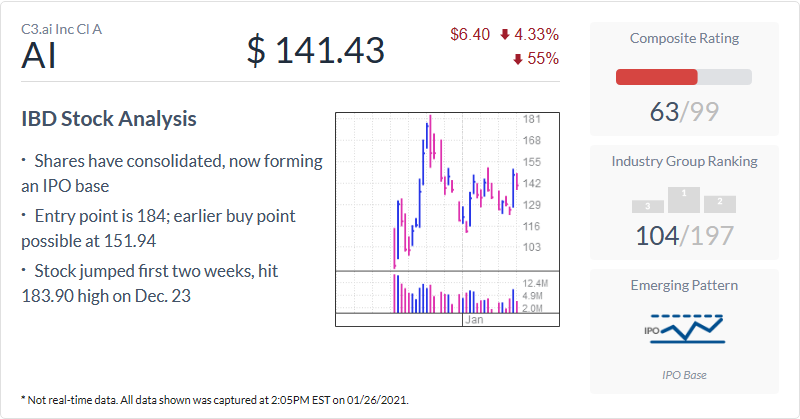 C3.ai Inc Cl A
AI
$ 141.43
$6.40 4.33%
55%
IBD Stock Analysis
· Shares have consolidated, now forming
an IPO base
· Entry point is 184; earlier buy point
possible at 151.94
· Stock jumped first two weeks, hit
183.90 high on Dec. 23
181
168
155
142
129
116
103
12.4M
4.9M
2.0M
Jan
Composite Rating
63/99
Industry Group Ranking
3 1 2
104/197
Emerging Pattern
IPO
IPO Base
* Not real-time data. All data shown was captured at 2:05PM EST on 01/26/2021.